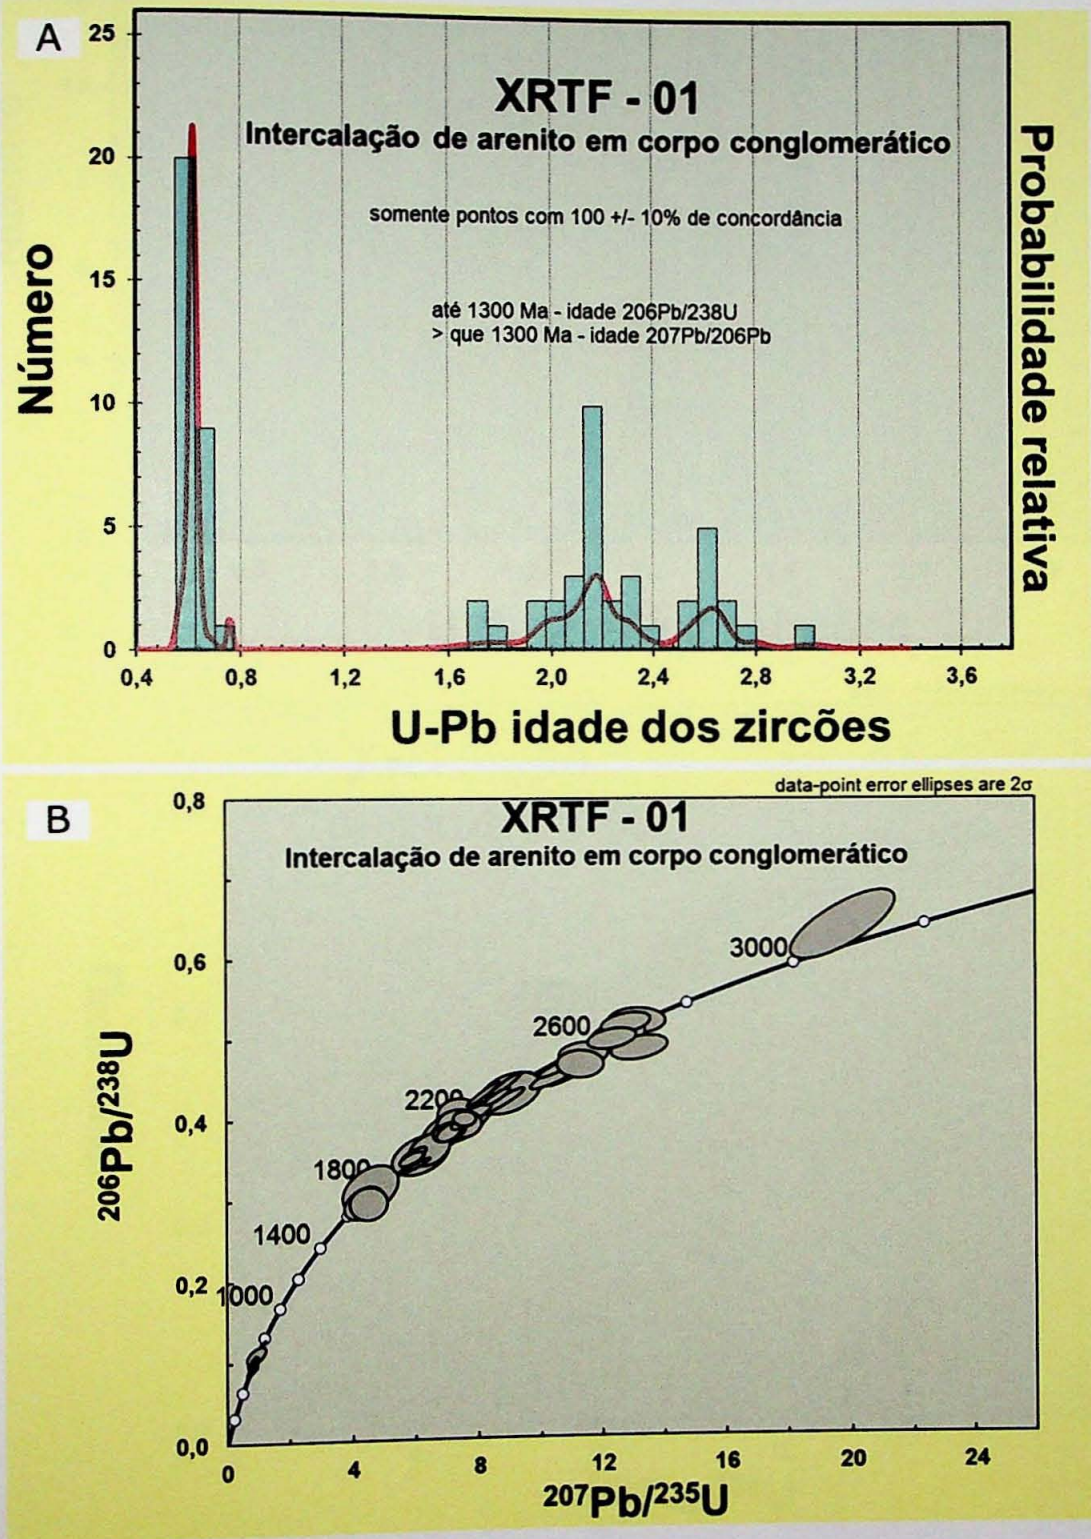 A
25
20
15
10
5
0
Número
XRTF - 01
Intercalação de arenito em corpo conglomerático
somente pontos com 100 +/- 10% de concordância
até 1300 Ma - idade 206Pb/238U
> que 1300 Ma - idade 207Pb/206Pb
Probabilidade relativa
0,4 0,8 1,2 1,6 2,0 2,4 2,8 3,2 3,6
U-Pb idade dos zircões
B
data-point error ellipses are 2σ
XRTF - 01
Intercalação de arenito em corpo conglomerático
0,8
0,6
0,4
0,2
0,0
206Pb/238U
3000
2600
2200
1800
1400
1000
0 4 8 12 16 20 24
207Pb/235U